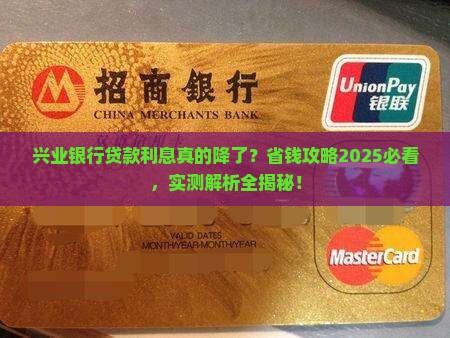 招商銀行
CHINA MERCHANTS BANK
UnionPay
银联
兴业银行贷款利息真的降了？省钱攻略2025必看
，实测解析全揭秘！
VALID DATES
MONTH/YEAR-MONTH/YEAR
MasterCard